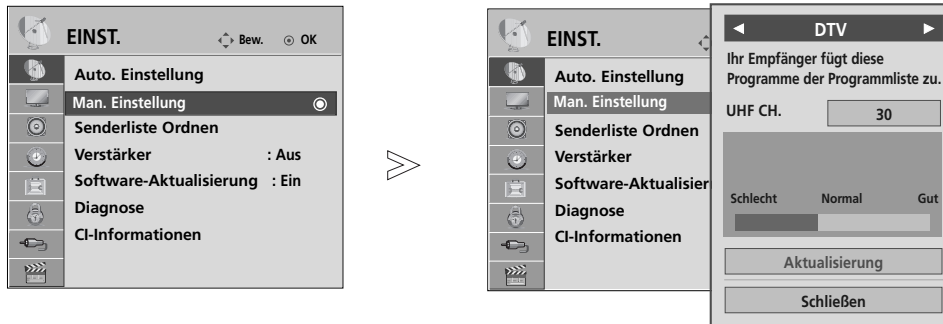 EINST. Bew. OK
Auto. Einstellung
Man. Einstellung
Senderliste Ordnen
Verstärker : Aus
Software-Aktualisierung : Ein
Diagnose
CI-Informationen
EINST.
Auto. Einstellung
Man. Einstellung
Senderliste Ordnen
Verstärker
Software-Aktualisier
Diagnose
CI-Informationen
DTV
Ihr Empfänger fügt diese
Programme der Programmliste zu.
UHF CH. 30
Schlecht Normal Gut
Aktualisierung
Schließen